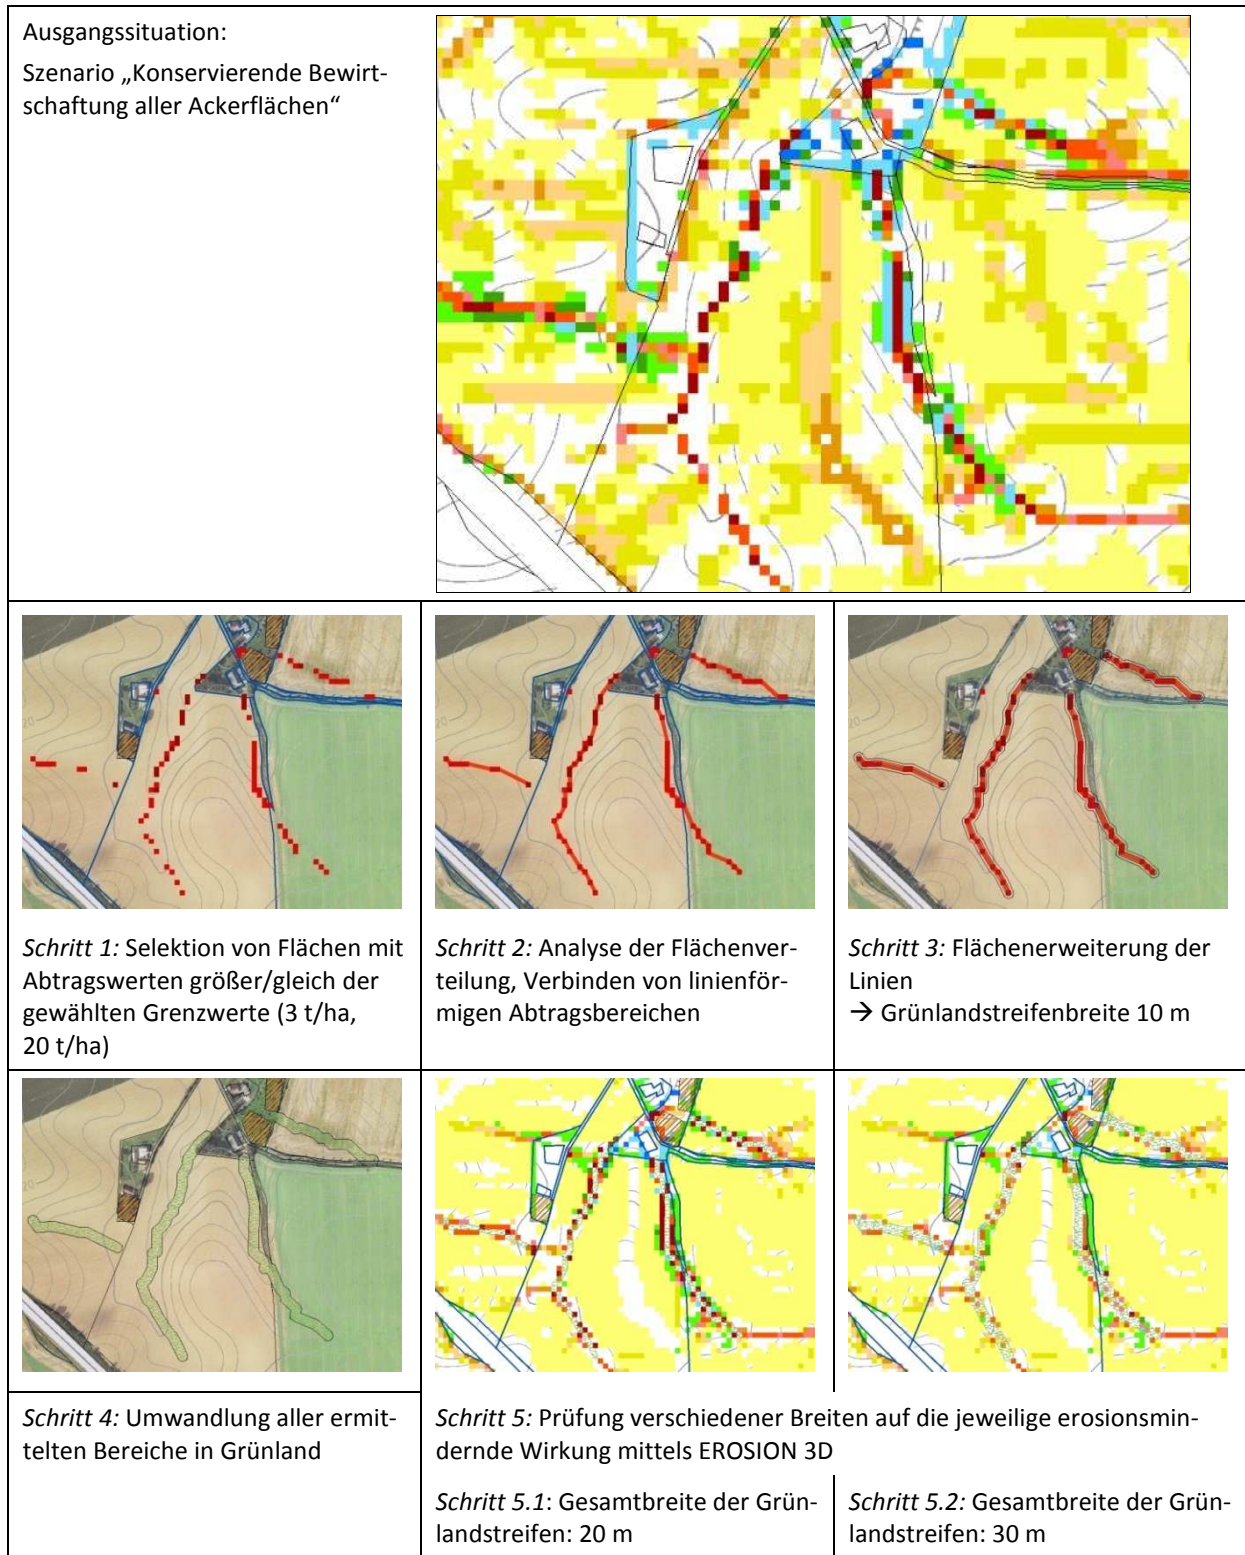 Ausgangssituation:
Szenario „Konservierende Bewirt-
schaftung aller Ackerflächen“
Schritt 1: Selektion von Flächen mit
Abtragswerten größer/gleich der
gewählten Grenzwerte (3 t/ha,
20 t/ha)
Schritt 2: Analyse der Flächenver-
teilung, Verbinden von linienför-
migen Abtragsbereichen
Schritt 3: Flächenerweiterung der
Linien
→ Grünlandstreifenbreite 10 m
Schritt 4: Umwandlung aller ermit-
telten Bereiche in Grünland
Schritt 5: Prüfung verschiedener Breiten auf die jeweilige erosionsmin-
dernde Wirkung mittels EROSION 3D
Schritt 5.1: Gesamtbreite der Grün-
landstreifen: 20 m
Schritt 5.2: Gesamtbreite der Grün-
landstreifen: 30 m